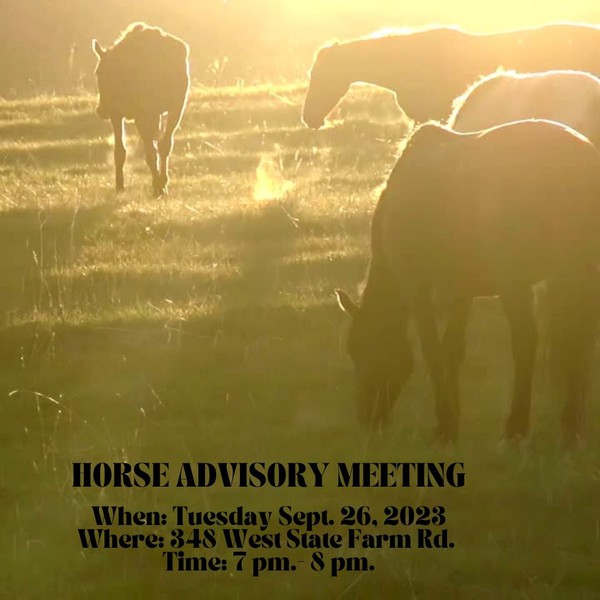 HORSE ADVISORY MEETING
When: Tuesday Sept. 26, 2023
Where: 348 West State Farm Rd.
Time: 7 pm.- 8 pm.